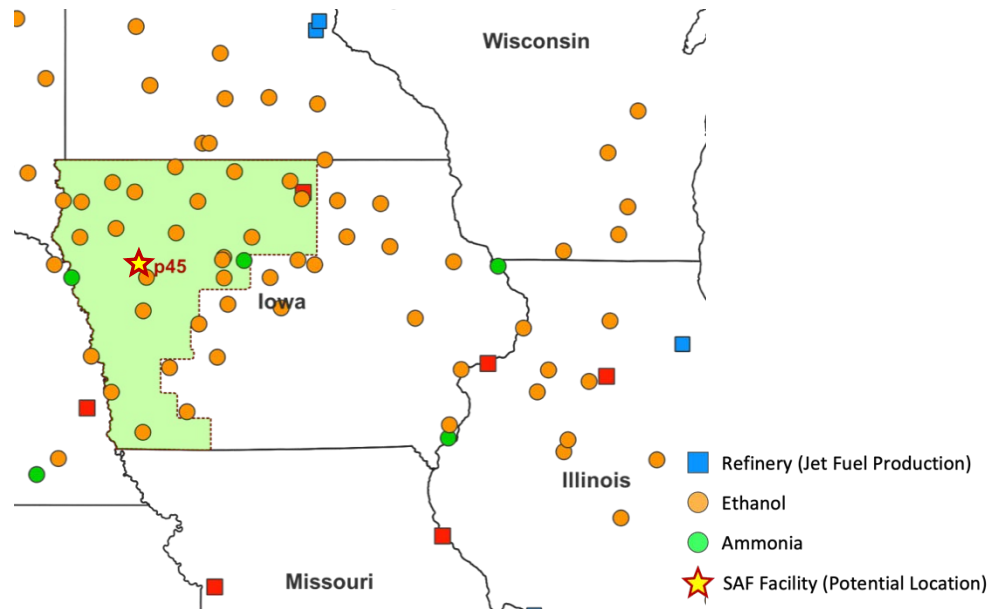 Wisconsin
p45
Iowa
Illinois
Missouri
Refinery (Jet Fuel Production)
Ethanol
Ammonia
SAF Facility (Potential Location)